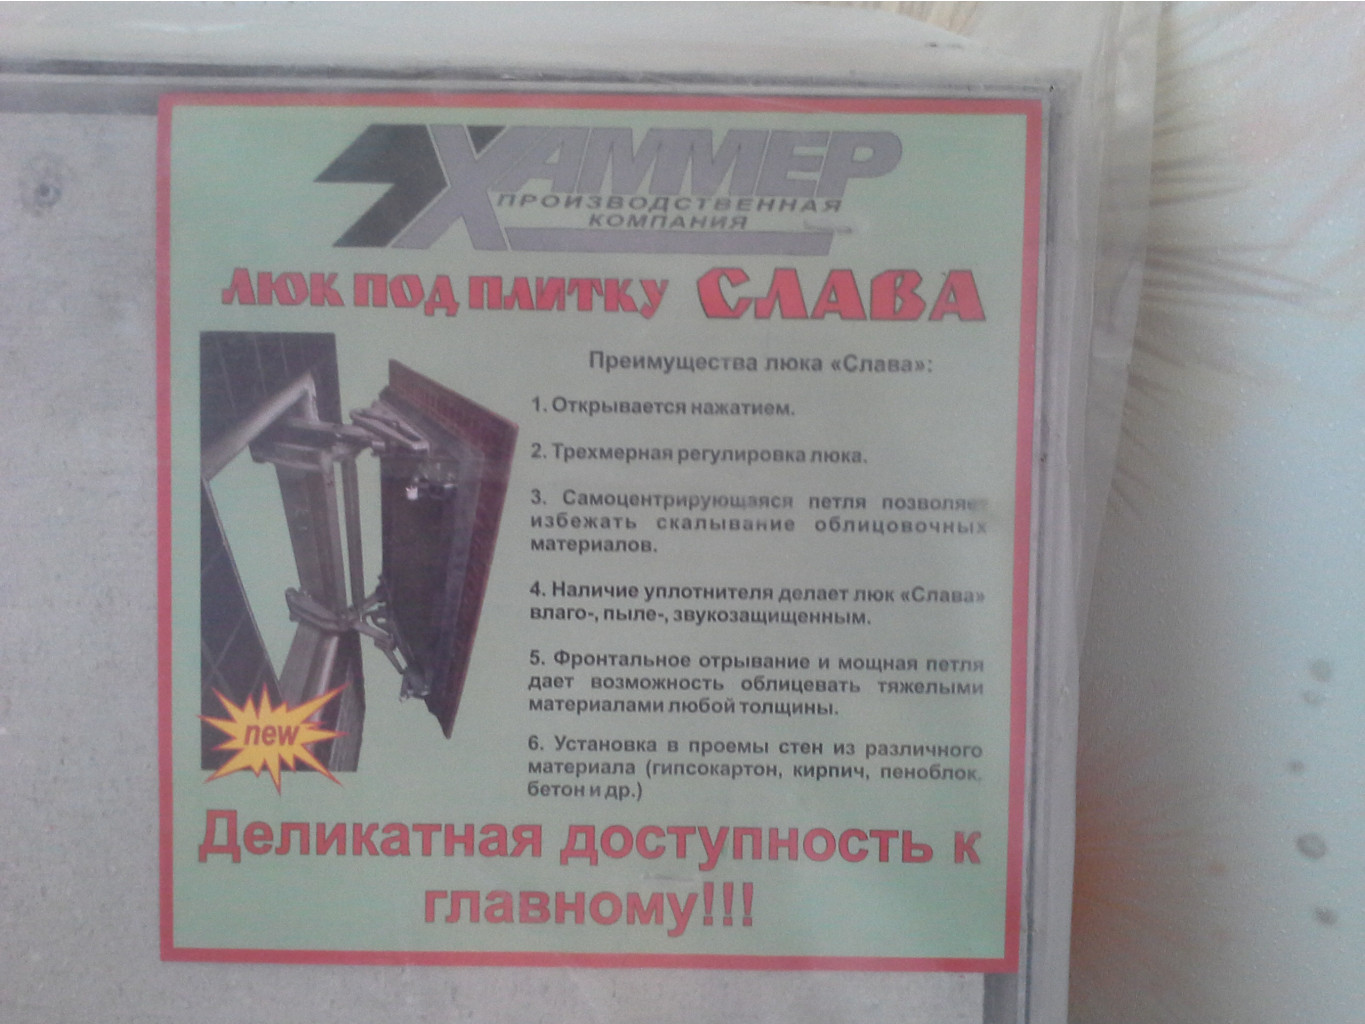 ХАММЕР
ПРОИЗВОДСТВЕННАЯ
КОМПАНИЯ
ЛЮК ПОД ПЛИТКУ СЛАВА
Преимущества люка «Слава»:
1. Открывается нажатием.
2. Трехмерная регулировка люка.
3. Самоцентрирующаяся петля позволяет
избежать скалывание облицовочных
материалов.
4. Наличие уплотнителя делает люк «Слава»
влаго-, пыле-, звукозащищенным.
5. Фронтальное отрывание и мощная петля
дает возможность облицевать тяжелыми
материалами любой толщины.
6. Установка в проемы стен из различного
материала (гипсокартон, кирпич, пеноблок,
бетон и др.)
new
Деликатная доступность к
главному!!!